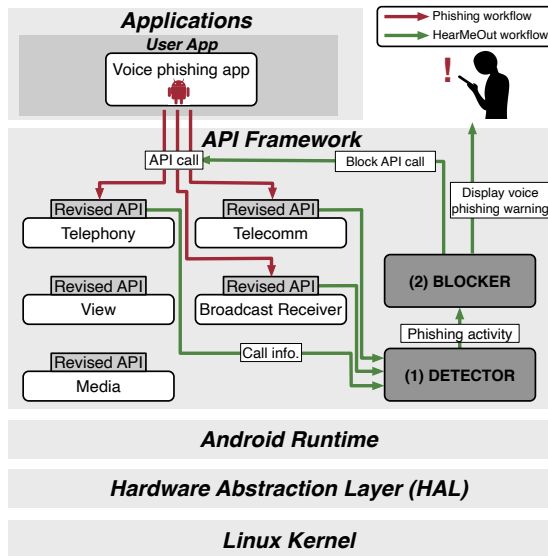 Applications
User App
Voice phishing app
Phishing workflow
HearMeOut workflow
!
API Framework
API call
Block API call
Display voice
phishing warning
Revised API
Telephony
Revised API
Telecomm
Revised API
View
Revised API
Broadcast Receiver
(2) BLOCKER
Phishing activity
Call info.
Revised API
Media
(1) DETECTOR
Android Runtime
Hardware Abstraction Layer (HAL)
Linux Kernel